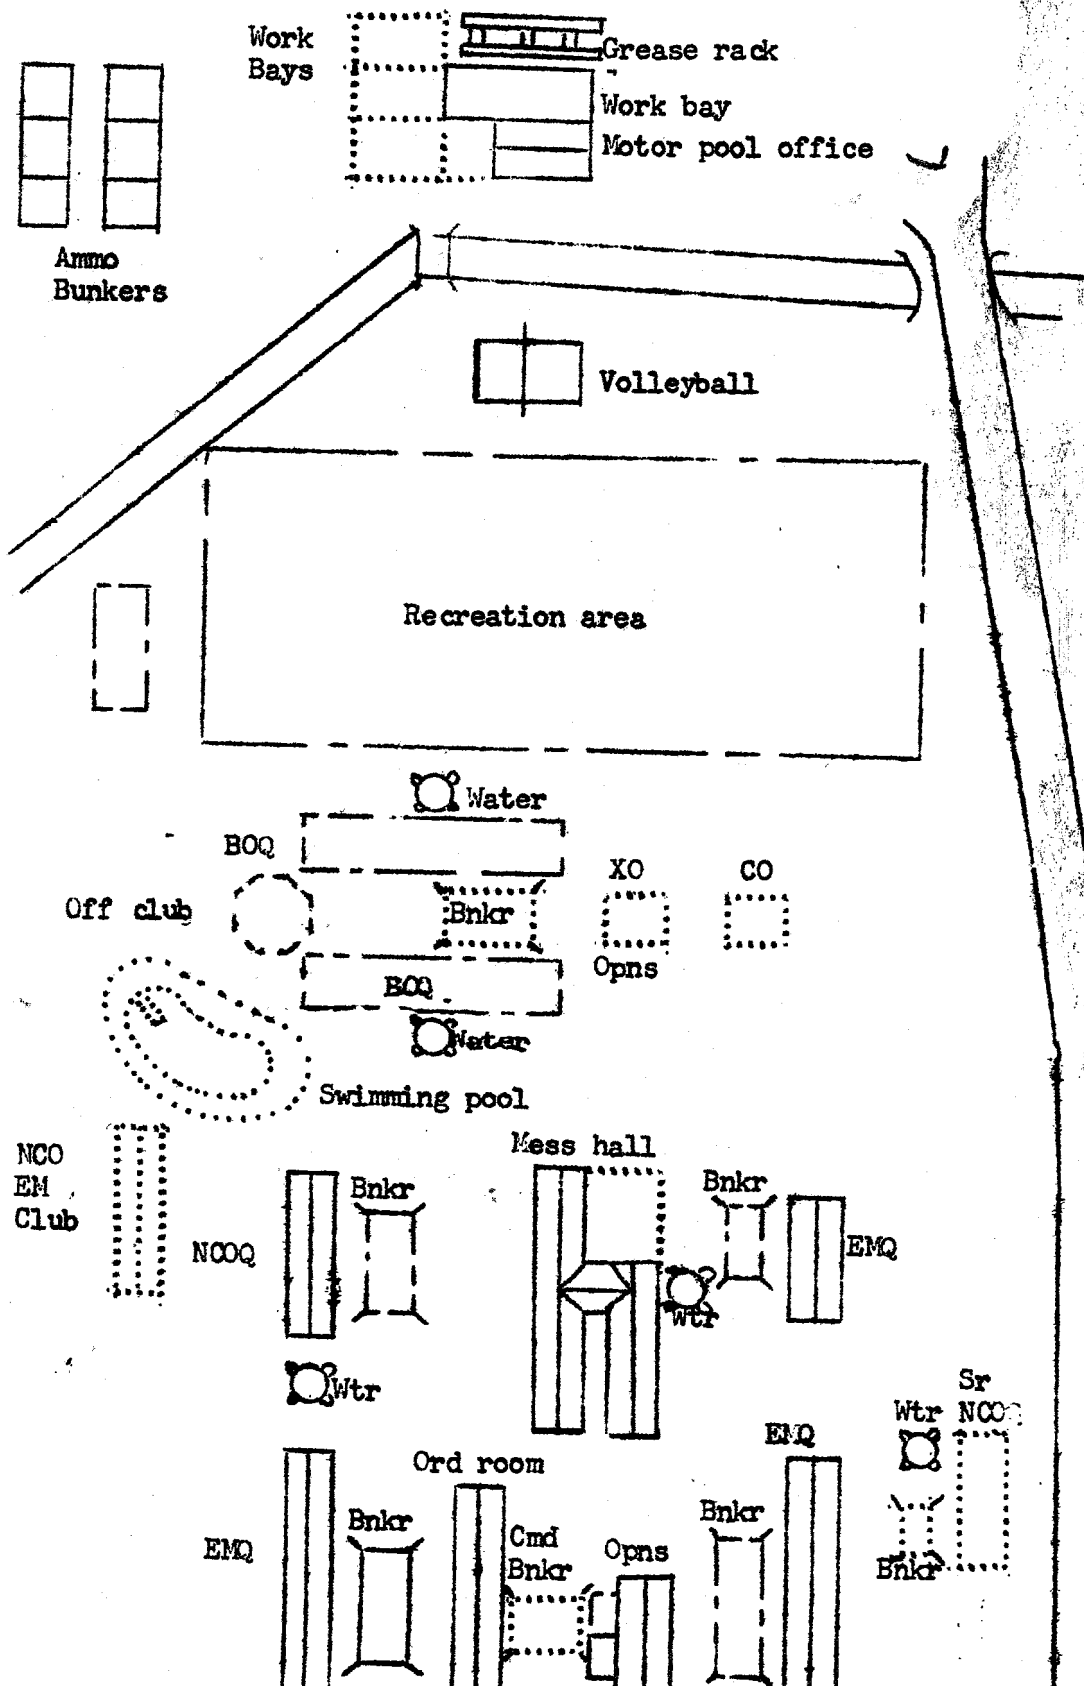 Work
Bays
Grease rack
Work bay
Motor pool office
Ammo
Bunkers
Volleyball
Recreation area
Water
BOQ
XO
CO
Off club
Bnkr
Opns
BOQ
Water
Swimming pool
NCO
EM
Club
Mess hall
Bnkr
Bnkr
NCOQ
EMQ
Wtr
Wtr
Sr
Wtr NCOQ
EMQ
Ord room
Bnkr
Bnkr
EMQ
Cmd
Bnkr
Opns
Bnkr